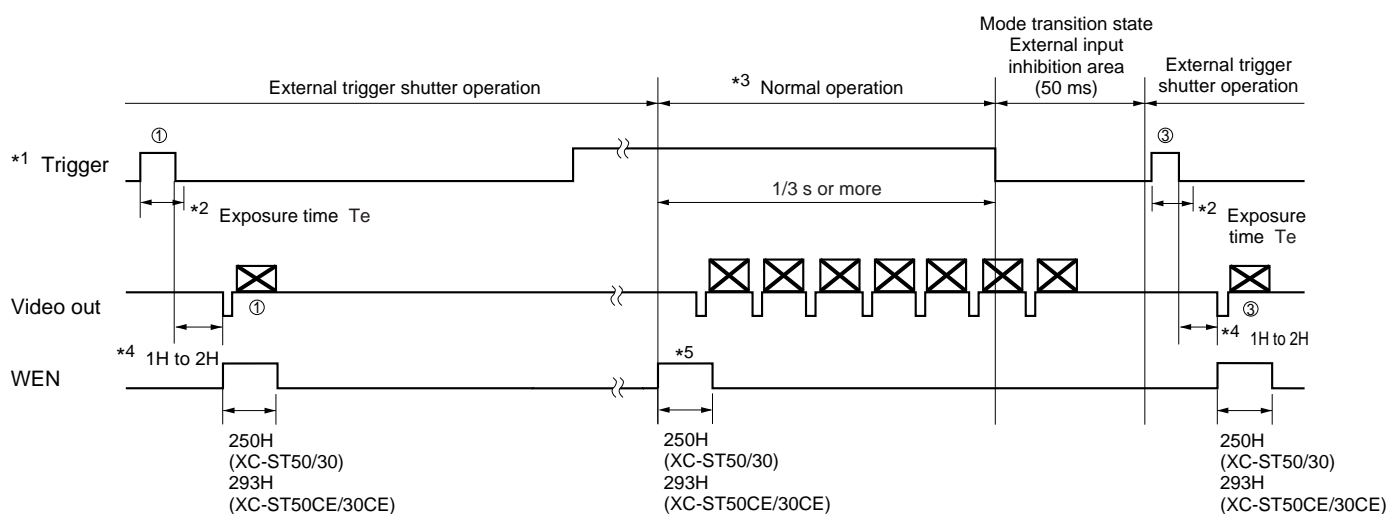 Mode transition state
External input
inhibition area
(50 ms)
External trigger shutter operation
*3 Normal operation
External trigger
shutter operation
①
③
*1 Trigger
1/3 s or more
*2 Exposure time Te
*2 Exposure
time Te
Video out
①
③
*4 1H to 2H
*4 1H to 2H
WEN
*5
250H
(XC-ST50/30)
293H
(XC-ST50CE/30CE)
250H
(XC-ST50/30)
293H
(XC-ST50CE/30CE)
250H
(XC-ST50/30)
293H
(XC-ST50CE/30CE)